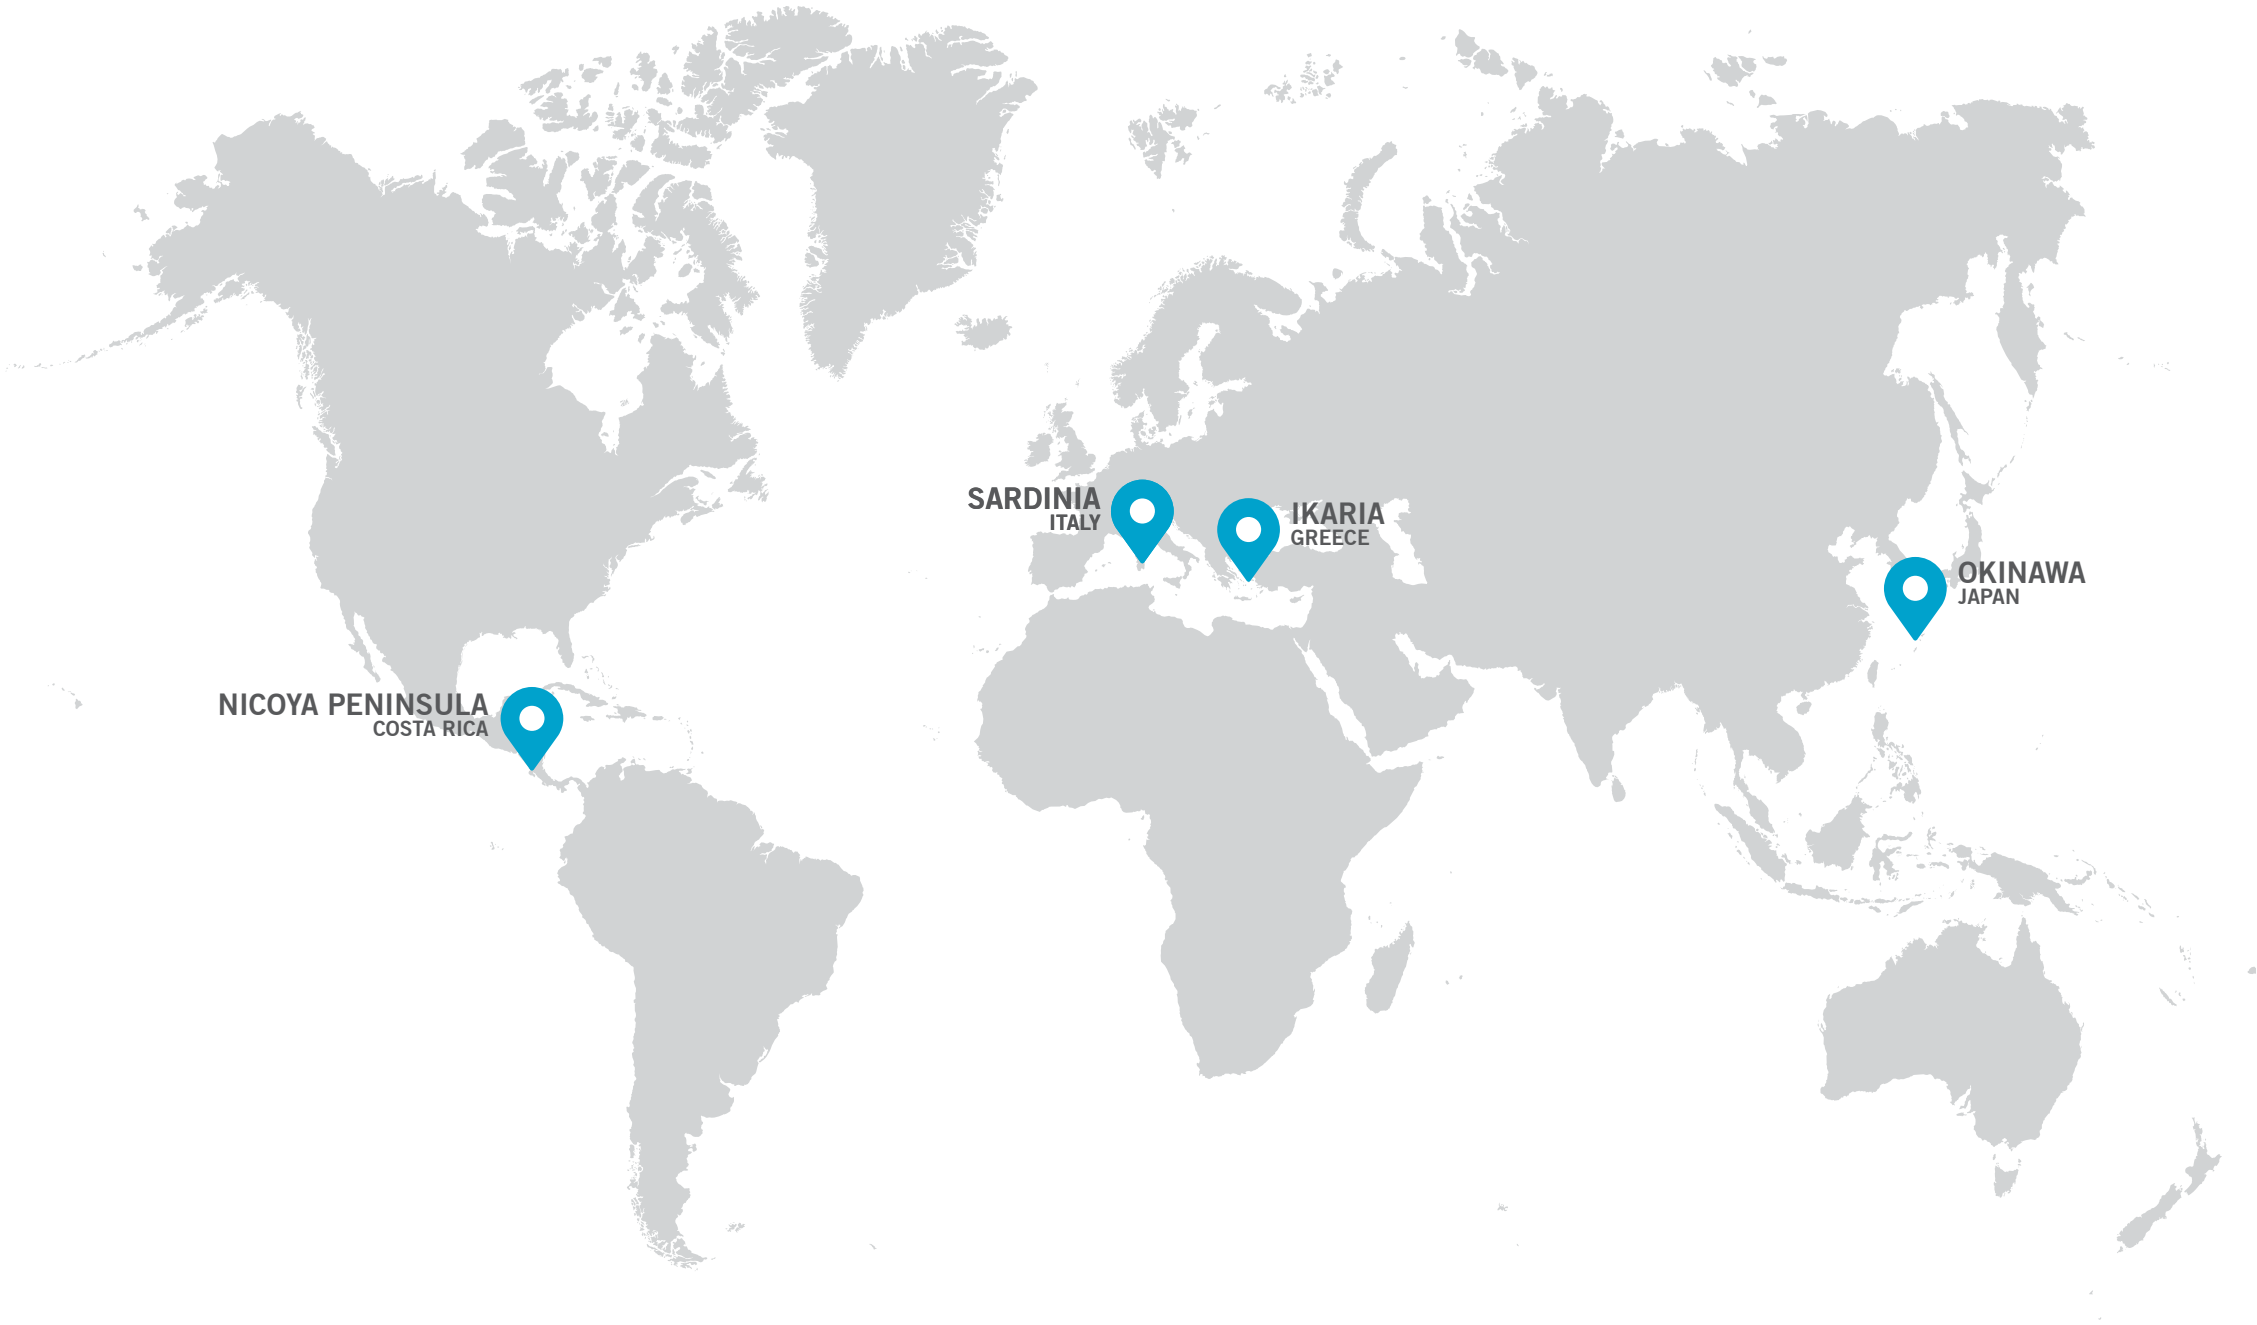 SARDINIA
ITALY
IKARIA
GREECE
OKINAWA
JAPAN
NICOYA PENINSULA
COSTA RICA